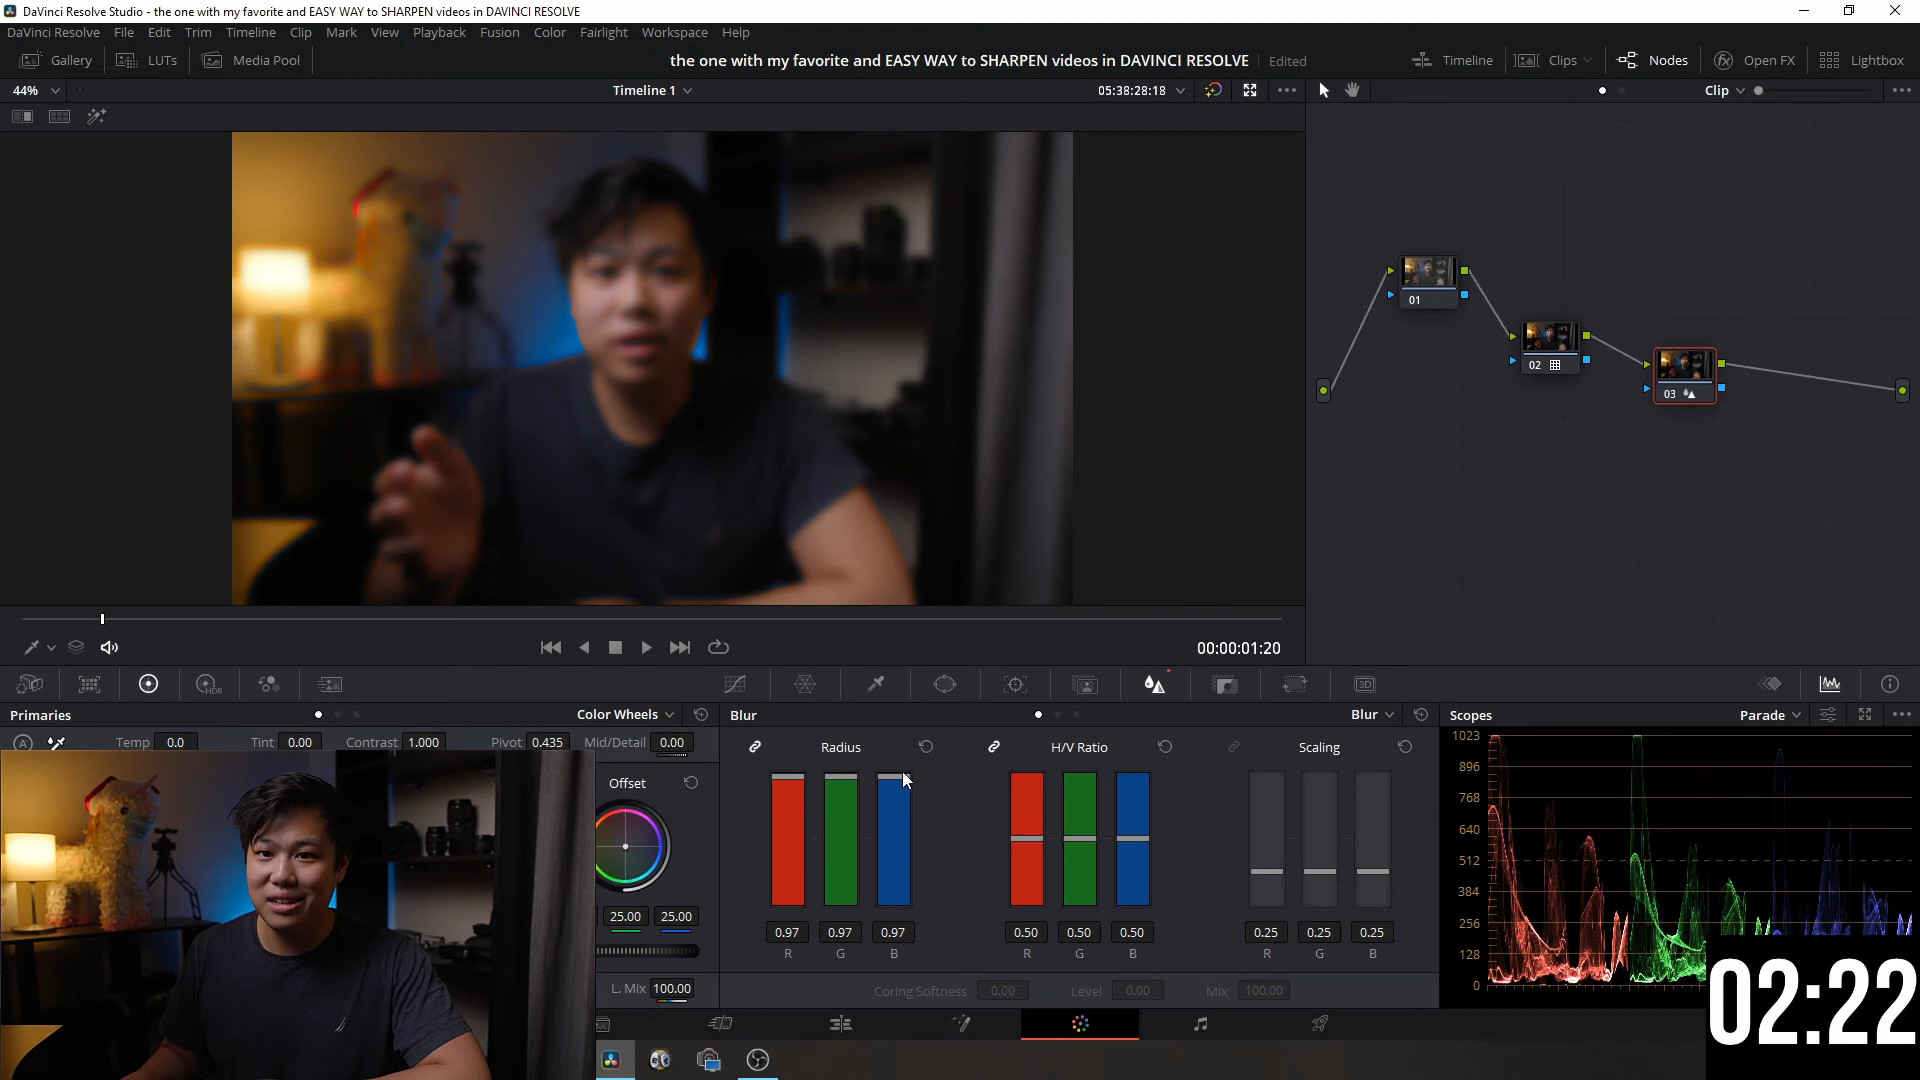 DaVinci Resolve Studio - the one with my favorite and EASY WAY to SHARPEN videos in DAVINCI RESOLVE
DaVinci Resolve File Edit Trim Timeline Clip Mark View Playback Fusion Color Fairlight Workspace Help
Gallery LUTs Media Pool the one with my favorite and EASY WAY to SHARPEN videos in DAVINCI RESOLVE Edited Timeline Clips Nodes Open FX Lightbox
44% Timeline 1 05:38:28:18 Clip
01
02
03
00:00:01:20
HDR 3D
Primaries Color Wheels Blur Blur Scopes Parade
A Temp 0.0 Tint 0.00 Contrast 1.000 Pivot 0.435 Mid/Detail 0.00 Radius H/V Ratio Scaling
Offset
1023
896
768
640
512
384
256
128
0
25.00 25.00
0.97 0.97 0.97 0.50 0.50 0.50 0.25 0.25 0.25
R G B R G B R G B
L. Mix 100.00 Coring Softness 0.00 Level 0.00 Mix 100.00
02:22